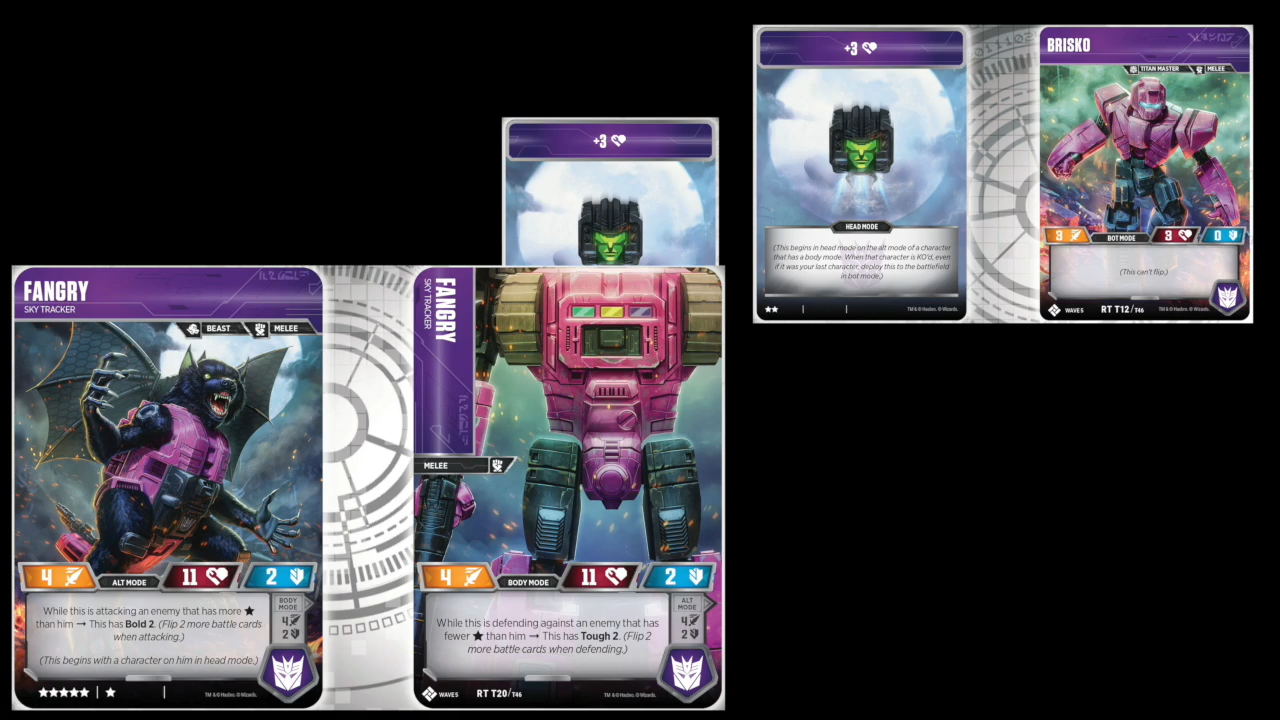 +3
HEAD MODE
(This begins in head mode on the alt mode of a character
that has a body mode. When that character is KO'd, even
if it was your last character, deploy this to the battlefield
in bot mode.)
TM & © Hasbro. © Wizards.
BRISKO
TITAN MASTER
MELEE
3
BOT MODE
0
(This can't flip.)
WAVES
RT T12/T46
TM & © Hasbro. © Wizards.
+3
FANGRY
SKY TRACKER
BEAST
MELEE
4
ALT MODE
11
2
While this is attacking an enemy that has more ★
than him → This has Bold 2. (Flip 2 more battle cards
when attacking.)
(This begins with a character on him in head mode.)
BODY
MODE
4
2
TM & © Hasbro. © Wizards.
FANGRY
SKY TRACKER
MELEE
4
BODY MODE
11
2
While this is defending against an enemy that has
fewer ★ than him → This has Tough 2. (Flip 2
more battle cards when defending.)
ALT
MODE
4
2
WAVES
RT T20/T46
TM & © Hasbro. © Wizards.